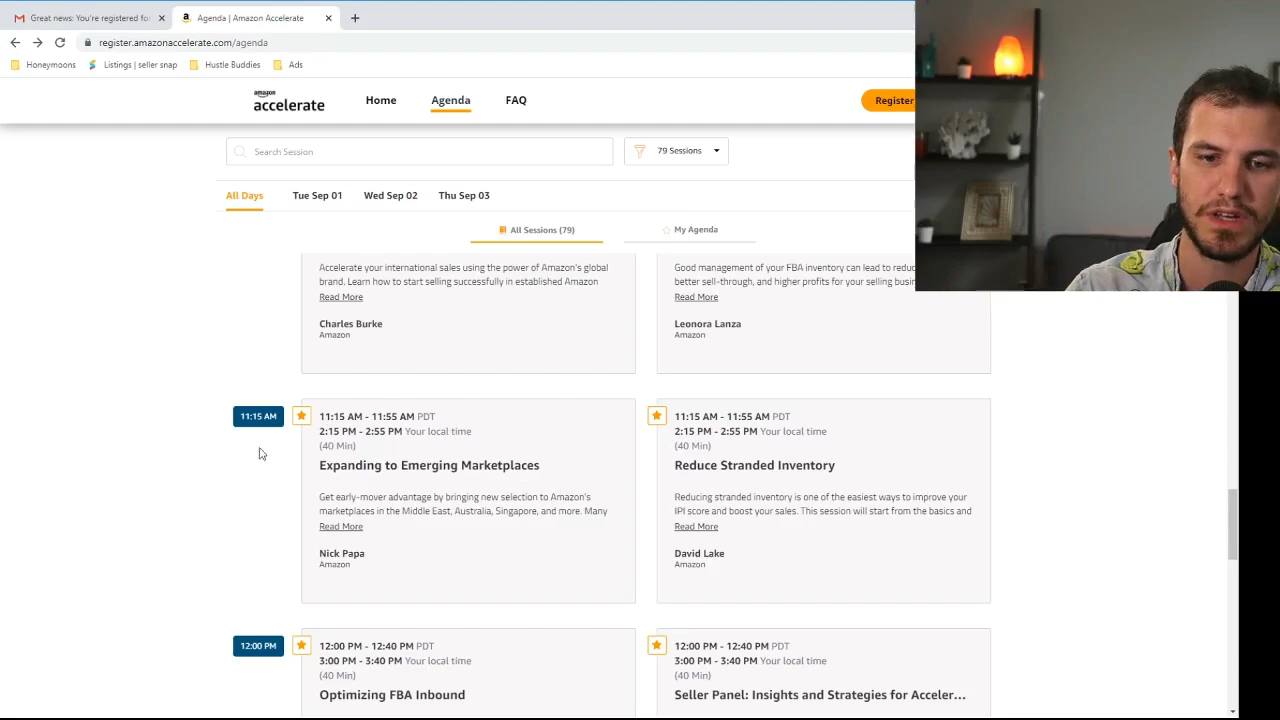 Great news: You're registered fo
Agenda | Amazon Accelerate
register.amazonaccelerate.com/agenda
Honeymoons
Listings | seller snap
Hustle Buddies
Ads
amazon
accelerate
Home
Agenda
FAQ
Register
Search Session
79 Sessions
All Days
Tue Sep 01
Wed Sep 02
Thu Sep 03
All Sessions (79)
My Agenda
Accelerate your international sales using the power of Amazon's global
brand. Learn how to start selling successfully in established Amazon
Read More
Charles Burke
Amazon
Good management of your FBA inventory can lead to reduc
better sell-through, and higher profits for your selling busin
Read More
Leonora Lanza
Amazon
11:15 AM
11:15 AM - 11:55 AM PDT
2:15 PM - 2:55 PM Your local time
(40 Min)
Expanding to Emerging Marketplaces
Get early-mover advantage by bringing new selection to Amazon's
marketplaces in the Middle East, Australia, Singapore, and more. Many
Read More
Nick Papa
Amazon
11:15 AM - 11:55 AM PDT
2:15 PM - 2:55 PM Your local time
(40 Min)
Reduce Stranded Inventory
Reducing stranded inventory is one of the easiest ways to improve your
IPI score and boost your sales. This session will start from the basics and
Read More
David Lake
Amazon
12:00 PM
12:00 PM - 12:40 PM PDT
3:00 PM - 3:40 PM Your local time
(40 Min)
Optimizing FBA Inbound
12:00 PM - 12:40 PM PDT
3:00 PM - 3:40 PM Your local time
(40 Min)
Seller Panel: Insights and Strategies for Acceler...